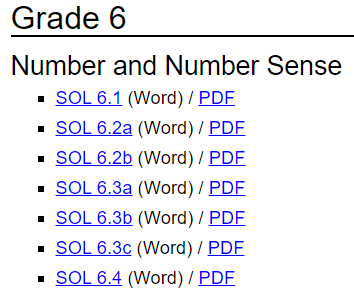 Grade 6
Number and Number Sense
SOL 6.1 (Word) / PDF
SOL 6.2a (Word) / PDF
SOL 6.2b (Word) / PDF
SOL 6.3a (Word) / PDF
SOL 6.3b (Word) / PDF
SOL 6.3c (Word) / PDF
SOL 6.4 (Word) / PDF